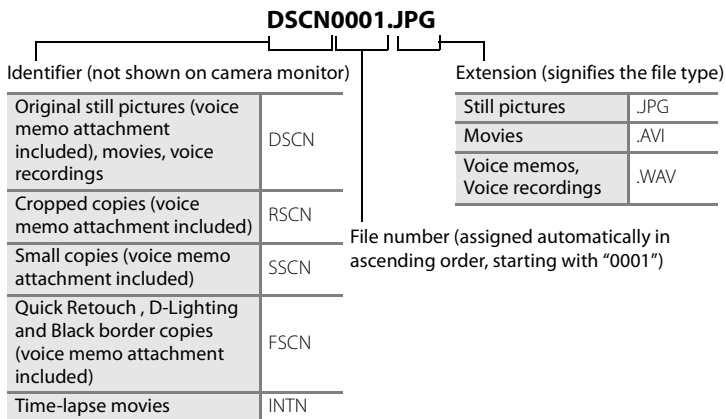 DSCN0001.JPG
Identifier (not shown on camera monitor)
Original still pictures (voice
memo attachment
included), movies, voice
recordings
DSCN
Cropped copies (voice
memo attachment included)
RSCN
Small copies (voice memo
attachment included)
SSCN
Quick Retouch , D-Lighting
and Black border copies
(voice memo attachment
included)
FSCN
Time-lapse movies
INTN
Extension (signifies the file type)
Still pictures
.JPG
Movies
.AVI
Voice memos,
Voice recordings
.WAV
File number (assigned automatically in
ascending order, starting with “0001”)